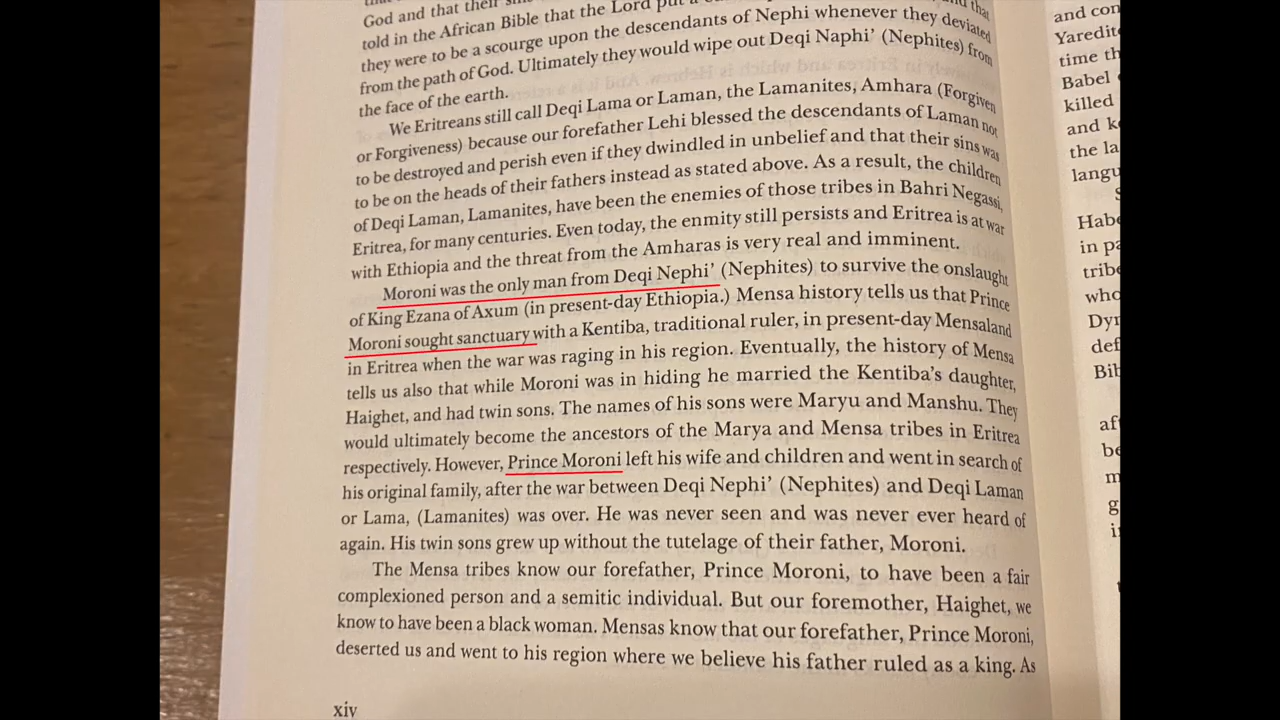 God and that their
told in the African Bible that the Lord put a
they were to be a scourge upon the descendants of Nephi whenever they deviated
from the path of God. Ultimately they would wipe out Deqi Naphi’ (Nephites) from
the face of the earth.
We Eritreans still call Deqi Lama or Laman, the Lamanites, Amhara (Forgiven
or Forgiveness) because our forefather Lehi blessed the descendants of Laman not
to be destroyed and perish even if they dwindled in unbelief and that their sins was
to be on the heads of their fathers instead as stated above. As a result, the children
of Deqi Laman, Lamanites, have been the enemies of those tribes in Bahri Negassi,
Eritrea, for many centuries. Even today, the enmity still persists and Eritrea is at war
with Ethiopia and the threat from the Amharas is very real and imminent.
Moroni was the only man from Deqi Nephi’ (Nephites) to survive the onslaught
of King Ezana of Axum (in present-day Ethiopia.) Mensa history tells us that Prince
Moroni sought sanctuary with a Kentiba, traditional ruler, in present-day Mensaland
in Eritrea when the war was raging in his region. Eventually, the history of Mensa
tells us also that while Moroni was in hiding he married the Kentiba’s daughter,
Haighet, and had twin sons. The names of his sons were Maryu and Manshu. They
would ultimately become the ancestors of the Marya and Mensa tribes in Eritrea
respectively. However, Prince Moroni left his wife and children and went in search of
his original family, after the war between Deqi Nephi’ (Nephites) and Deqi Laman
or Lama, (Lamanites) was over. He was never seen and was never ever heard of
again. His twin sons grew up without the tutelage of their father, Moroni.
The Mensa tribes know our forefather, Prince Moroni, to have been a fair
complexioned person and a semitic individual. But our foremother, Haighet, we
know to have been a black woman. Mensas know that our forefather, Prince Moroni,
deserted us and went to his region where we believe his father ruled as a king. As
xiv
and con
Yaredite
time th
Babel
killed
and k
the la
langu
S
Habe
in pa
tribe
who
Dyn
def
Bib
af
be
m
g
i